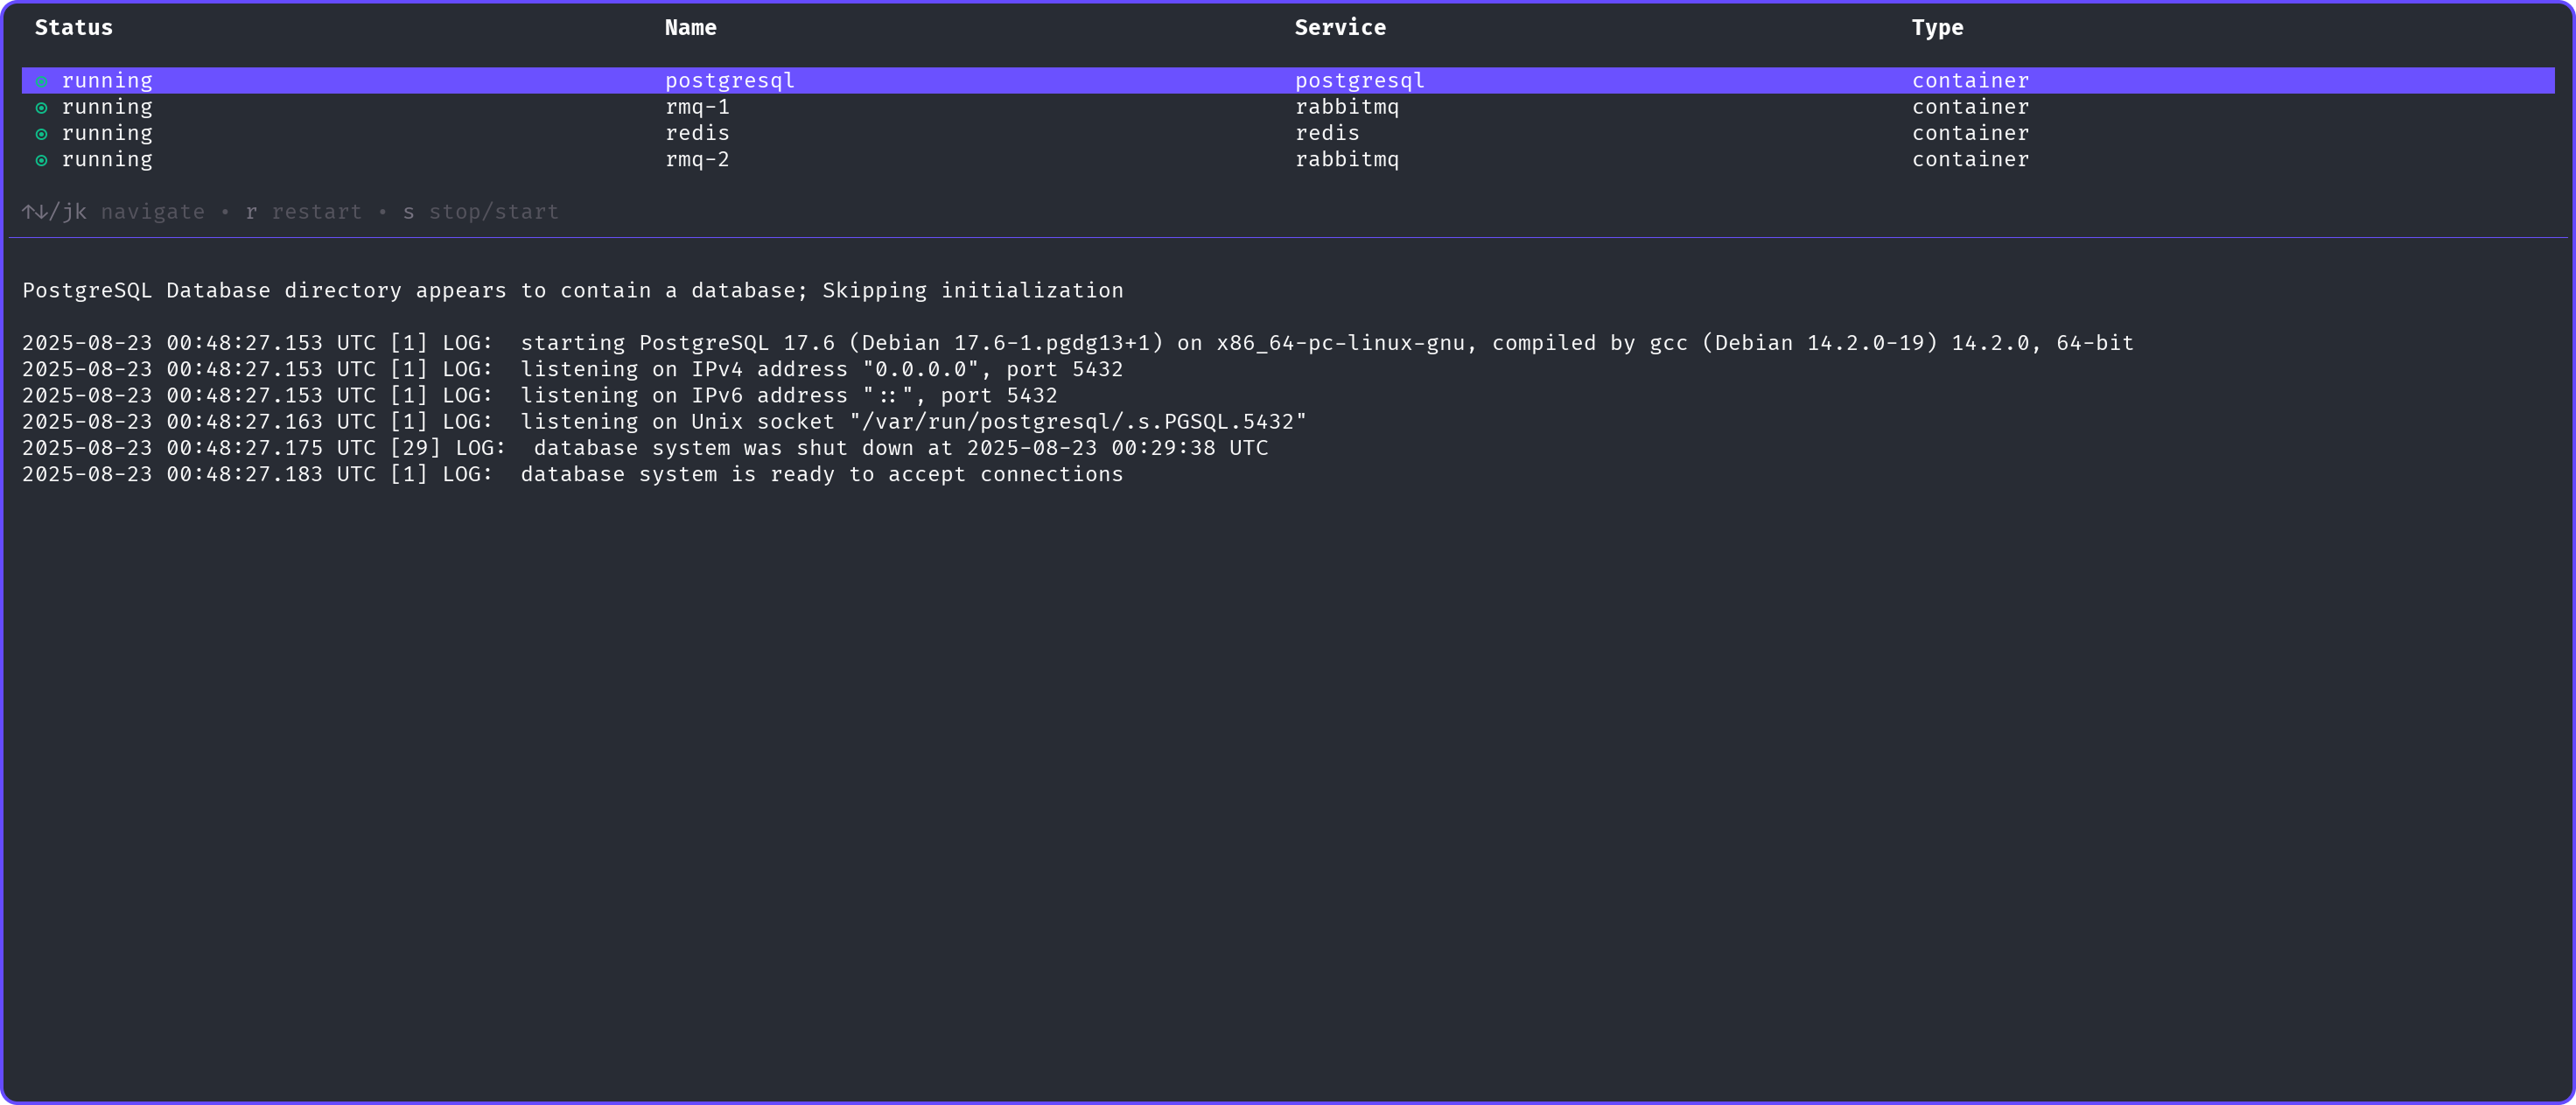 Status Name Service Type
◉ running postgresql postgresql container
◉ running rmq-1 rabbitmq container
◉ running redis redis container
◉ running rmq-2 rabbitmq container
↑↓/jk navigate • r restart • s stop/start
PostgreSQL Database directory appears to contain a database; Skipping initialization
2025-08-23 00:48:27.153 UTC [1] LOG:  starting PostgreSQL 17.6 (Debian 17.6-1.pgdg13+1) on x86_64-pc-linux-gnu, compiled by gcc (Debian 14.2.0-19) 14.2.0, 64-bit
2025-08-23 00:48:27.153 UTC [1] LOG:  listening on IPv4 address "0.0.0.0", port 5432
2025-08-23 00:48:27.153 UTC [1] LOG:  listening on IPv6 address "::", port 5432
2025-08-23 00:48:27.163 UTC [1] LOG:  listening on Unix socket "/var/run/postgresql/.s.PGSQL.5432"
2025-08-23 00:48:27.175 UTC [29] LOG:  database system was shut down at 2025-08-23 00:29:38 UTC
2025-08-23 00:48:27.183 UTC [1] LOG:  database system is ready to accept connections